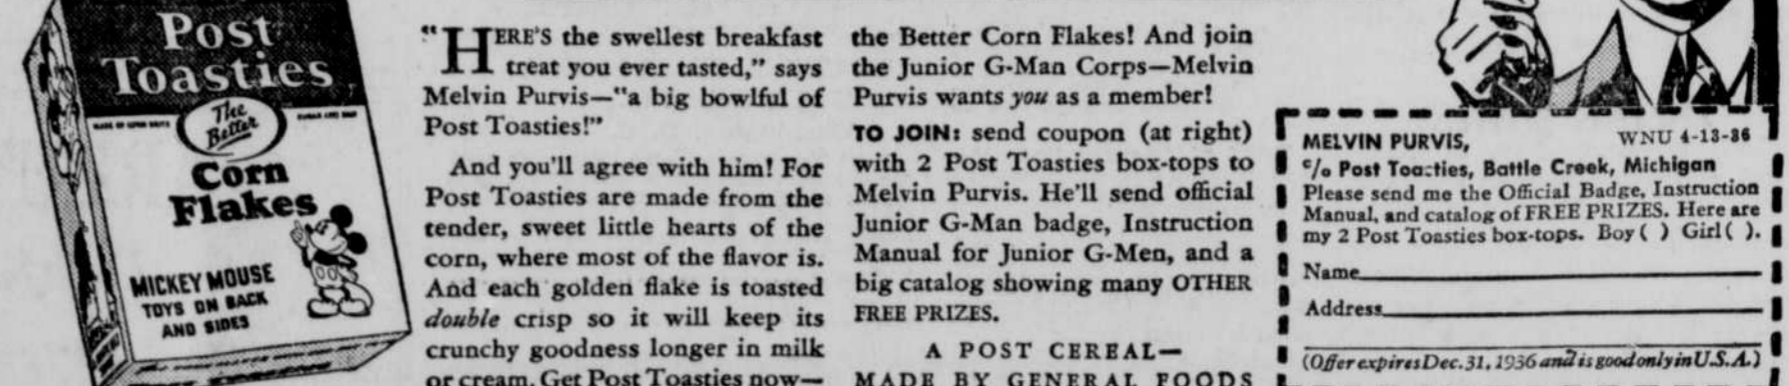 Post
Toasties
The
Better
Corn
Flakes
MICKEY MOUSE
TOYS ON BACK
AND SIDES
"HERE'S the swellest breakfast
treat you ever tasted," says
Melvin Purvis—"a big bowlful of
Post Toasties!"
And you'll agree with him! For
Post Toasties are made from the
tender, sweet little hearts of the
corn, where most of the flavor is.
And each golden flake is toasted
double crisp so it will keep its
crunchy goodness longer in milk
or cream. Get Post Toasties now—
the Better Corn Flakes! And join
the Junior G-Man Corps—Melvin
Purvis wants you as a member!
TO JOIN: send coupon (at right)
with 2 Post Toasties box-tops to
Melvin Purvis. He'll send official
Junior G-Man badge, Instruction
Manual for Junior G-Men, and a
big catalog showing many OTHER
FREE PRIZES.
A POST CEREAL—
MADE BY GENERAL FOODS
MELVIN PURVIS, WNU 4-13-36
c/o Post Toasties, Battle Creek, Michigan
Please send me the Official Badge, Instruction
Manual, and catalog of FREE PRIZES. Here are
my 2 Post Toasties box-tops. Boy ( ) Girl ( ).
Name
Address
(Offer expires Dec. 31, 1936 and is good only in U.S.A.)